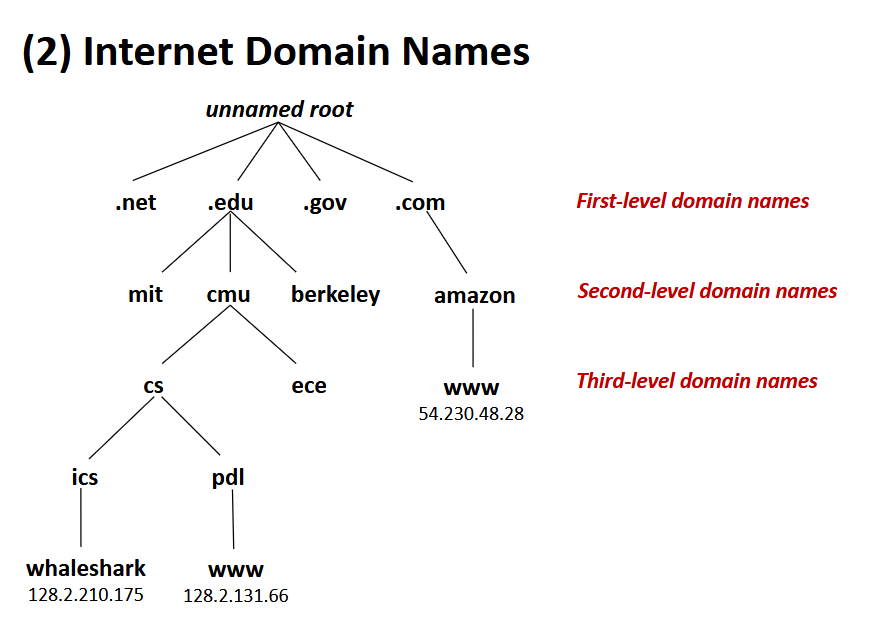 (2) Internet Domain Names
unnamed root
.net .edu .gov .com First-level domain names
mit cmu berkeley amazon Second-level domain names
cs ece www Third-level domain names
54.230.48.28
ics pdl
whaleshark www
128.2.210.175 128.2.131.66